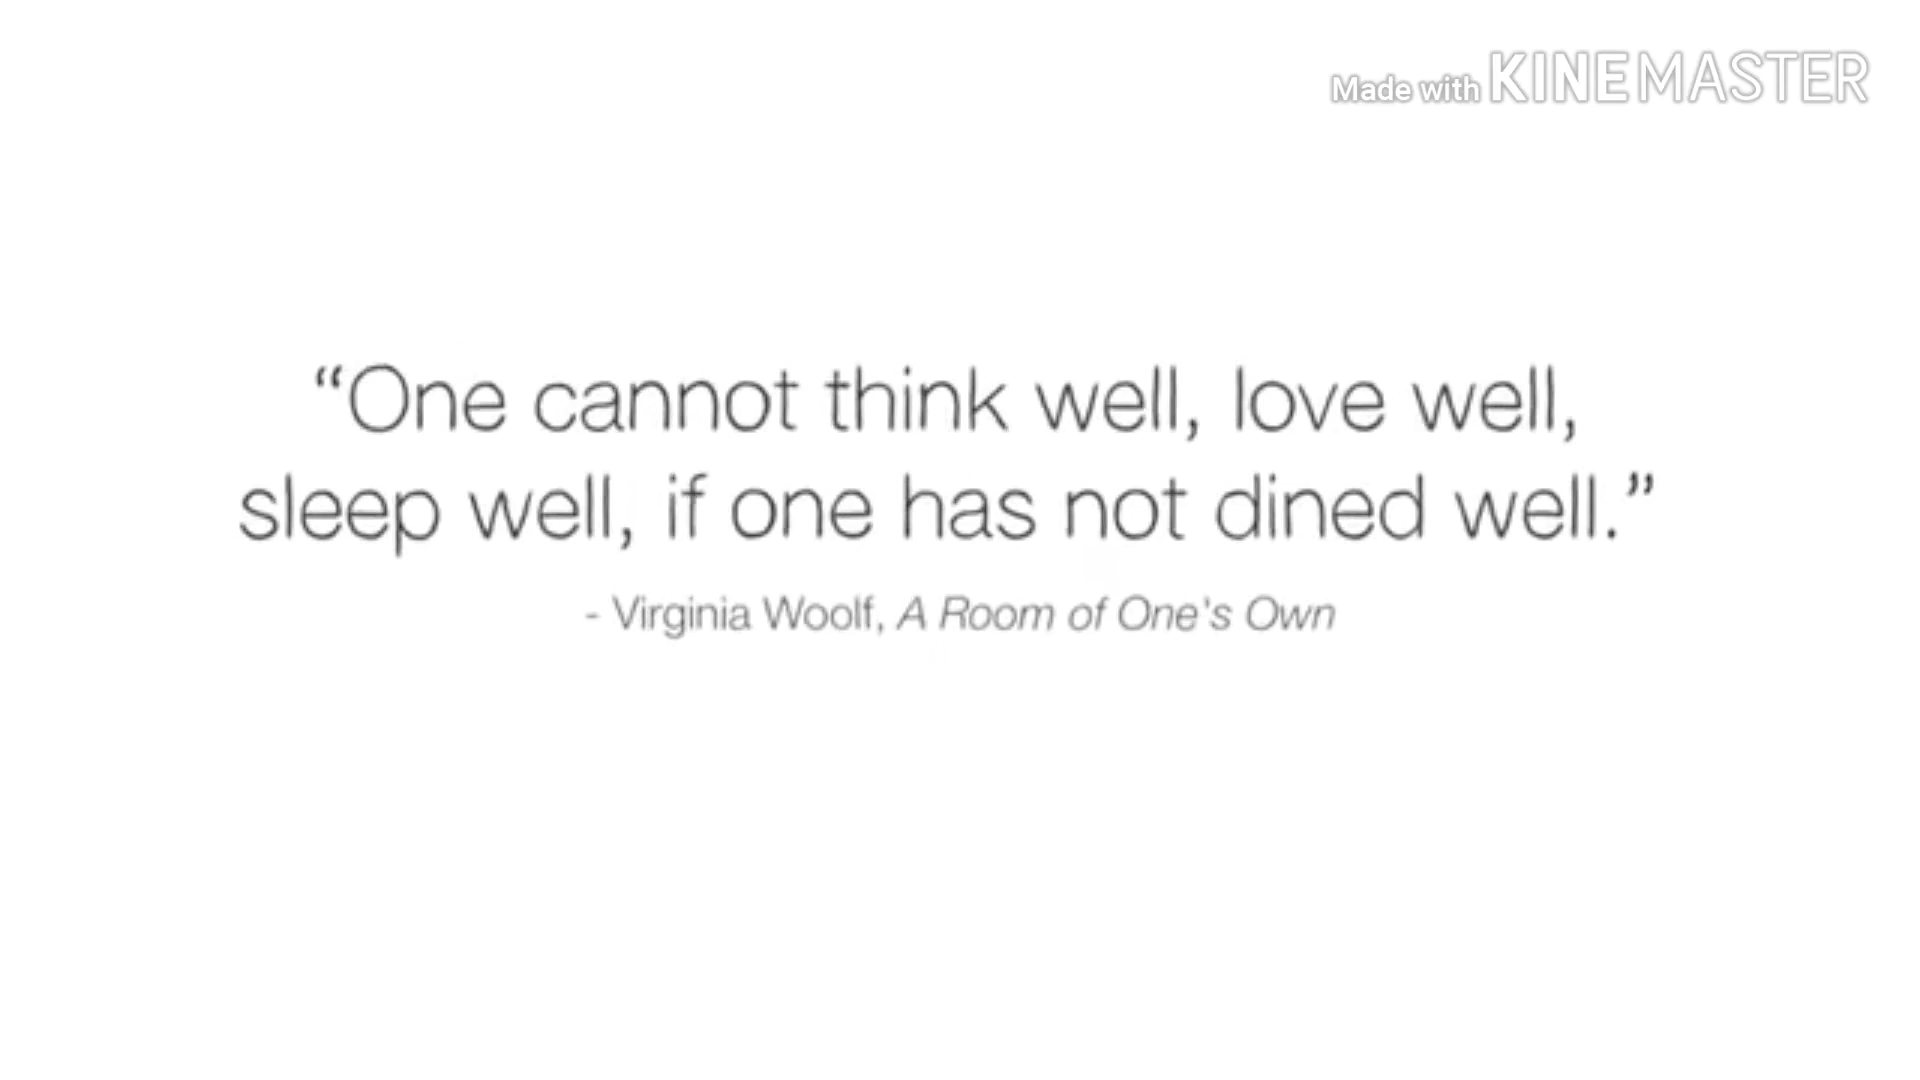 Made with KINEMASTER
“One cannot think well, love well,
sleep well, if one has not dined well.”
- Virginia Woolf, A Room of One's Own